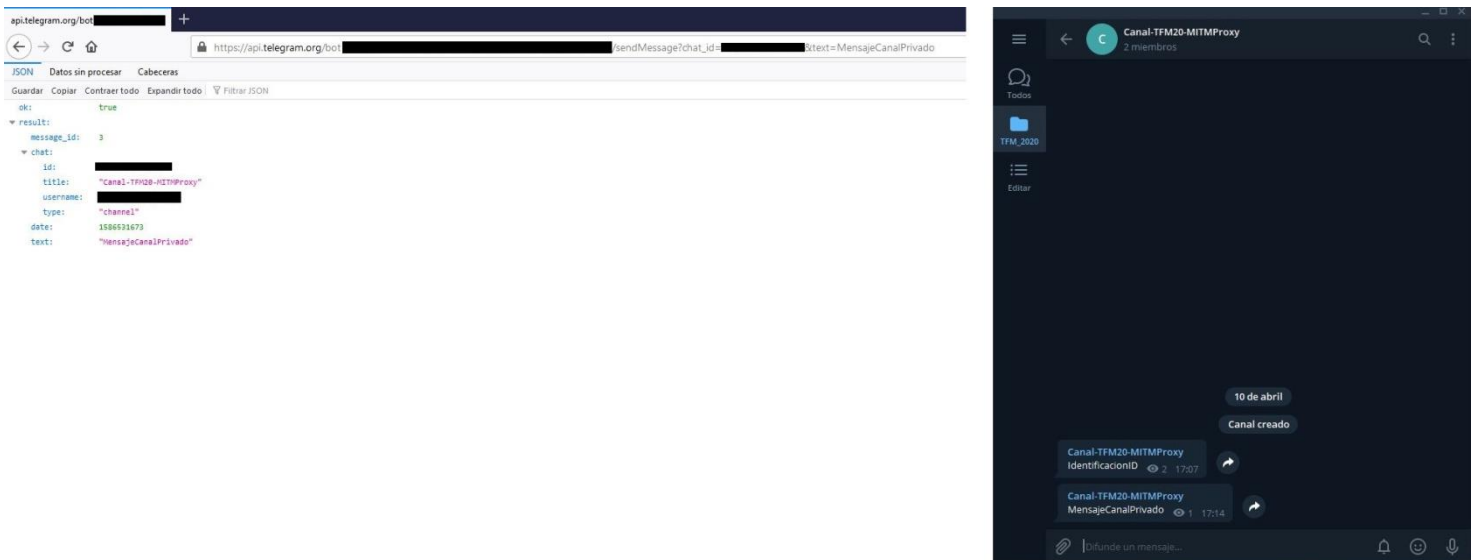 api.telegram.org/bot
https://api.telegram.org/bot /sendMessage?chat_id= &text=MensajeCanalPrivado
JSON Datos sin procesar Cabeceras
Guardar Copiar Contraer todo Expandir todo Filtrar JSON
ok: true
result:
message_id: 3
chat:
id:
title: "Canal-TFM20-MITMProxy"
username:
type: "channel"
date: 1586531673
text: "MensajeCanalPrivado"
Canal-TFM20-MITMProxy
2 miembros
Todos
TFM_2020
Editar
10 de abril
Canal creado
Canal-TFM20-MITMProxy
IdentificacionID 2 17:07
Canal-TFM20-MITMProxy
MensajeCanalPrivado 1 17:14
Difunde un mensaje...